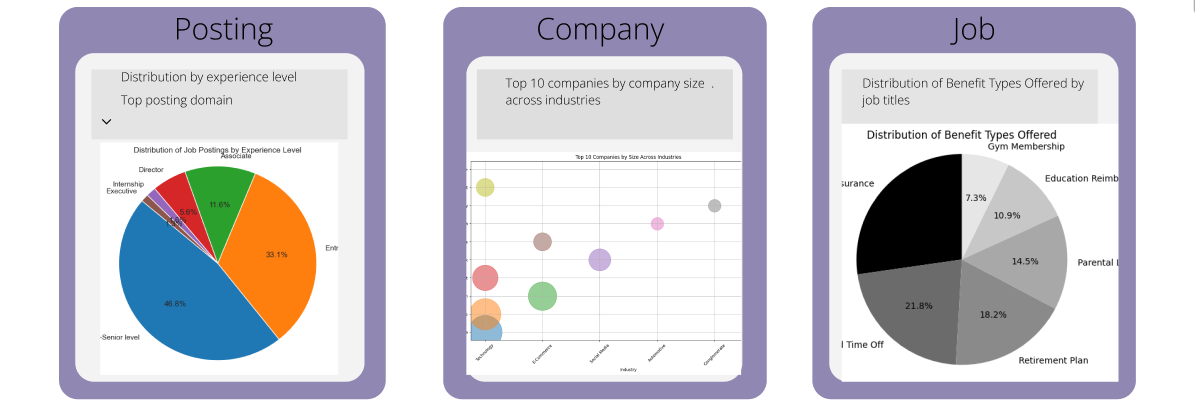 Posting
Distribution by experience level
Top posting domain
Distribution of Job Postings by Experience Level
Associate
Director
Internship
Executive
11.6%
5.6%
33.1%
Entr
46.8%
-Senior level
Company
Top 10 companies by company size .
across industries
Top 10 Companies by Size Across Industries
Technology
E-Commerce
Social Media
Automotive
Conglomerate
Industry
Job
Distribution of Benefit Types Offered by
job titles
Distribution of Benefit Types Offered
Gym Membership
surance
Education Reimb
7.3%
10.9%
14.5%
Parental L
21.8%
18.2%
l Time Off
Retirement Plan